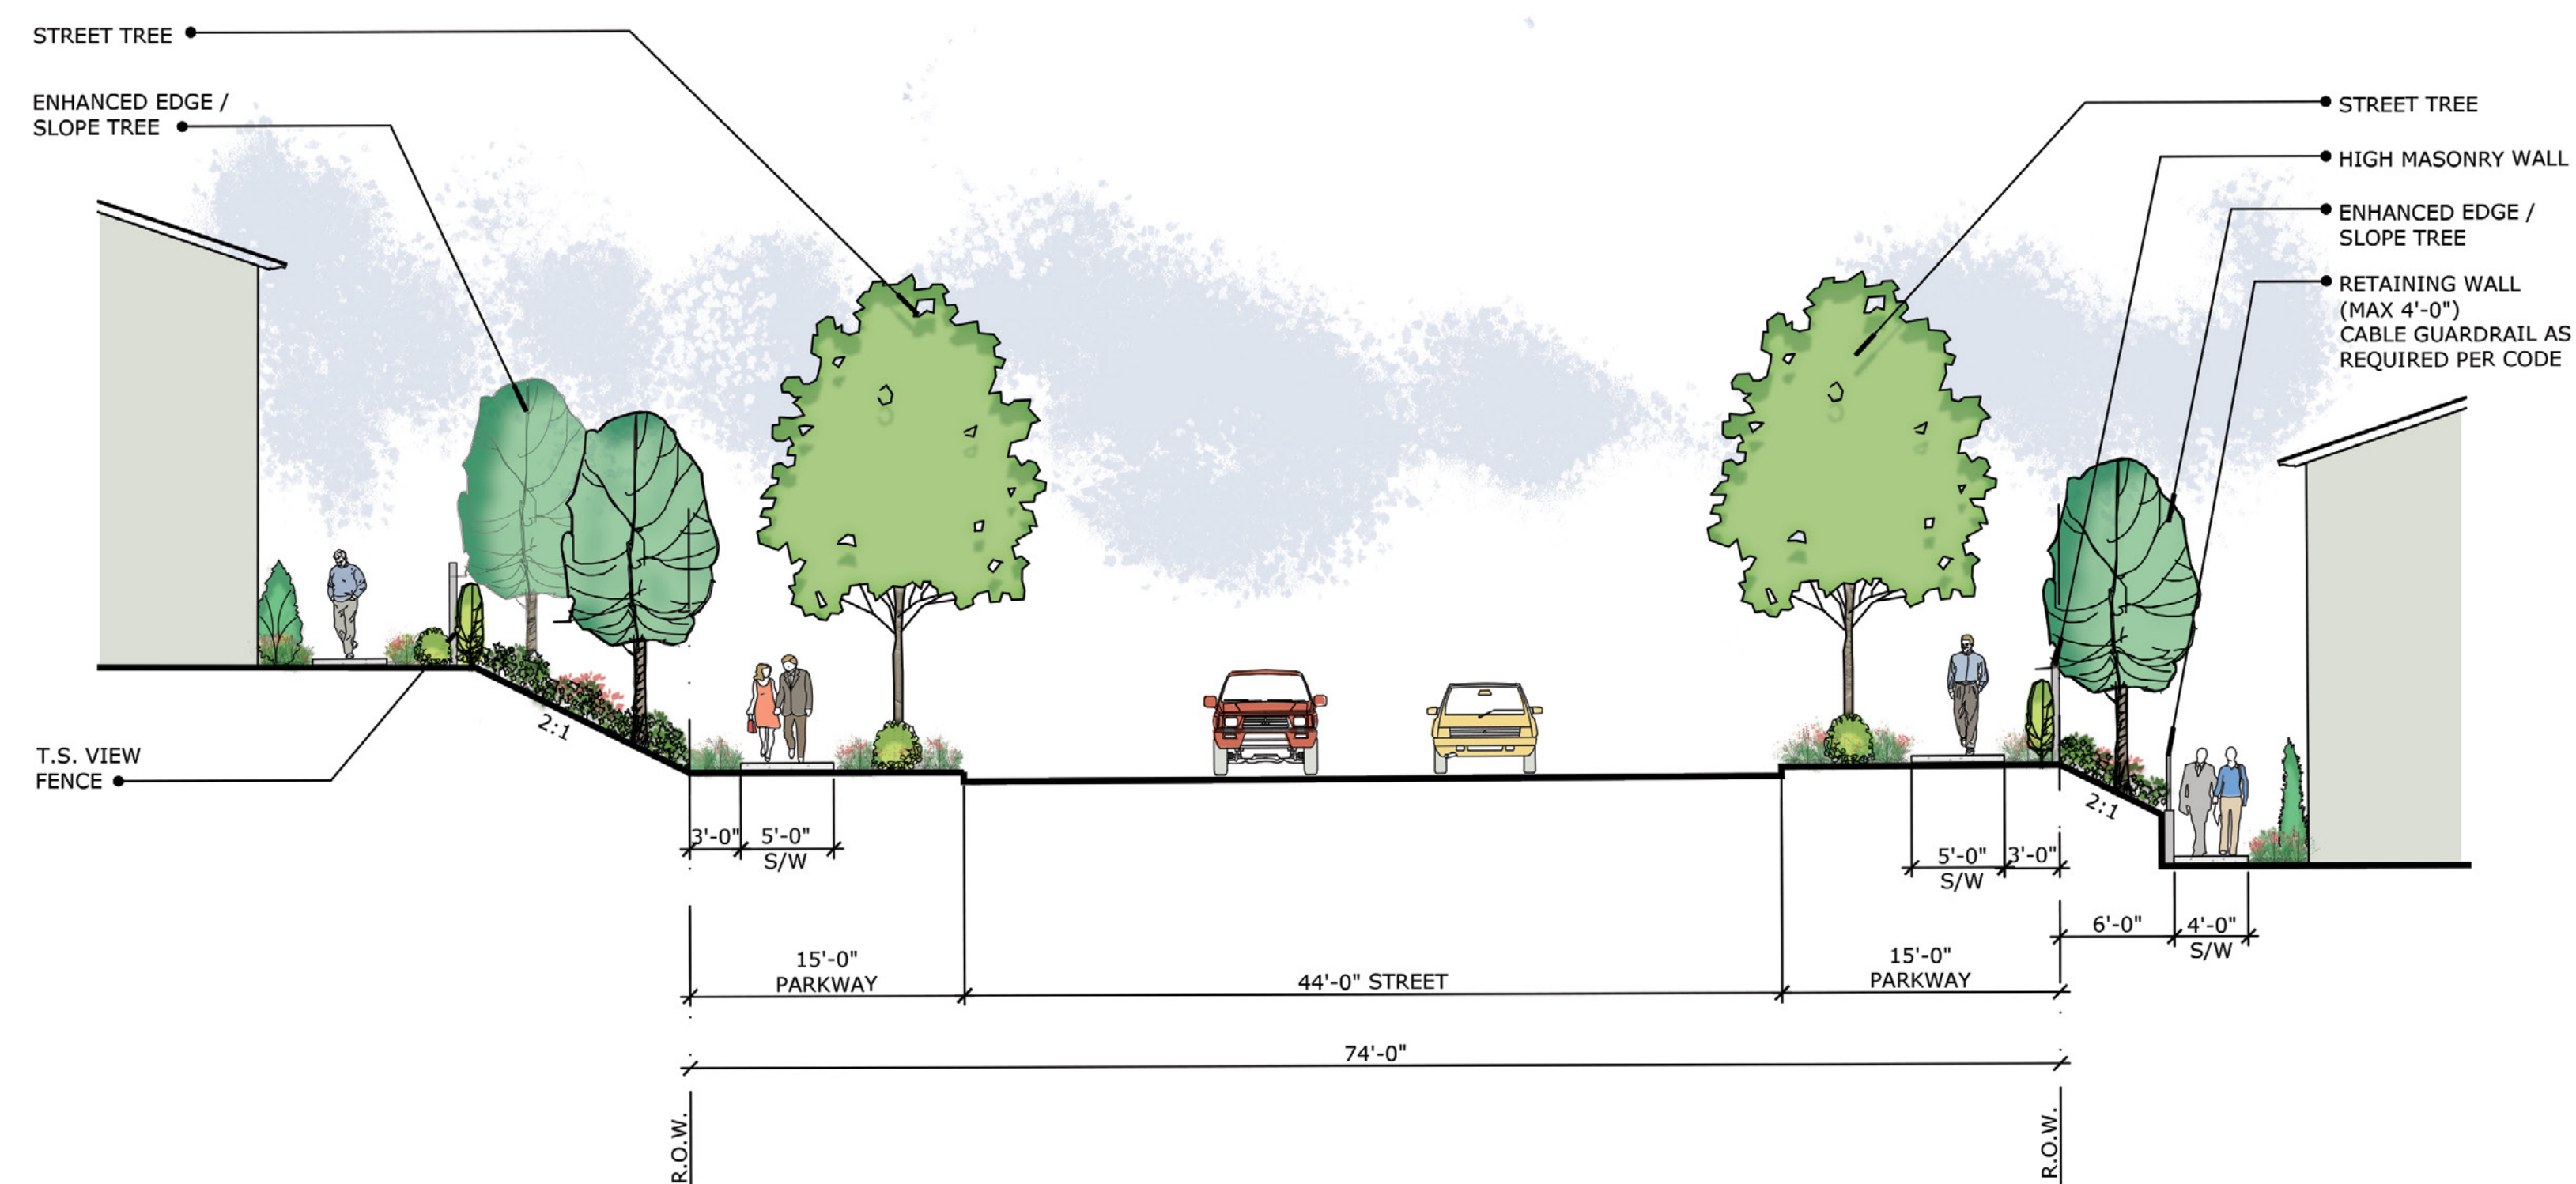 STREET TREE
ENHANCED EDGE /
SLOPE TREE
T.S. VIEW
FENCE
STREET TREE
HIGH MASONRY WALL
ENHANCED EDGE /
SLOPE TREE
RETAINING WALL
(MAX 4'-0")
CABLE GUARDRAIL AS
REQUIRED PER CODE
2:1
2:1
3'-0"
5'-0"
S/W
5'-0"
S/W
3'-0"
6'-0"
4'-0"
S/W
15'-0"
PARKWAY
44'-0" STREET
15'-0"
PARKWAY
74'-0"
R.O.W.
R.O.W.